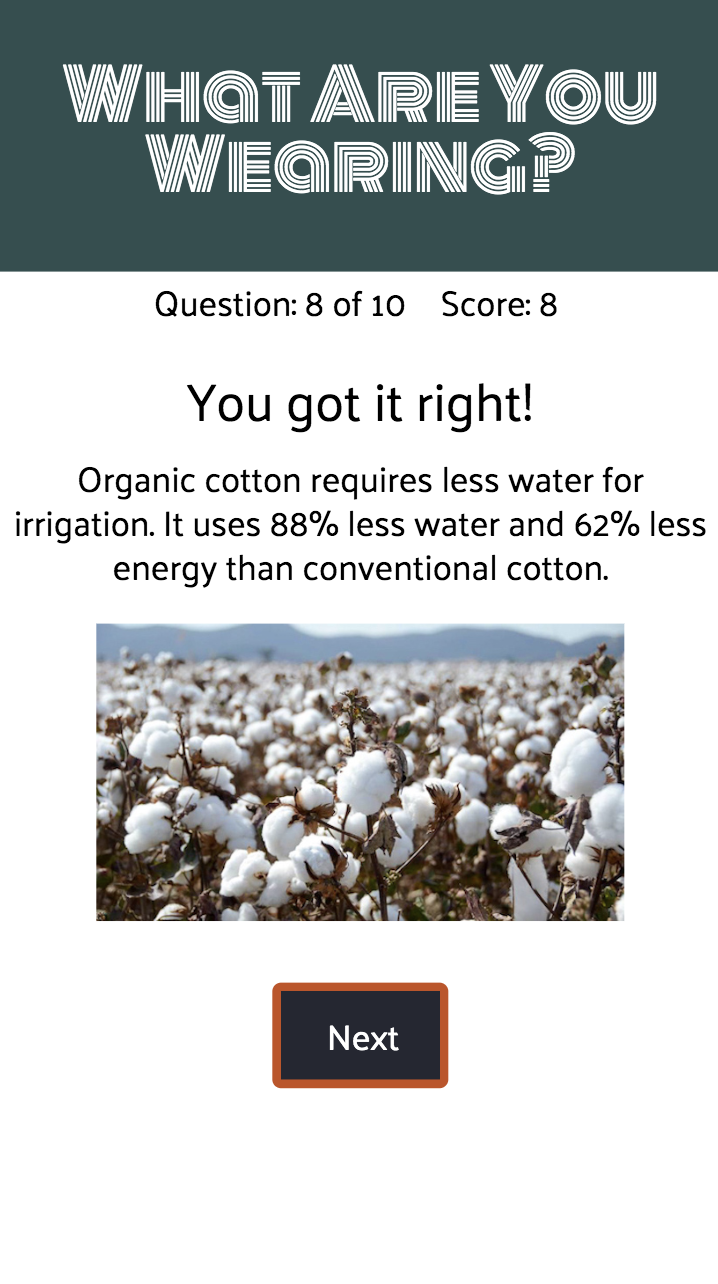 What Are You
Wearing?
Question: 8 of 10 Score: 8
You got it right!
Organic cotton requires less water for
irrigation. It uses 88% less water and 62% less
energy than conventional cotton.
Next